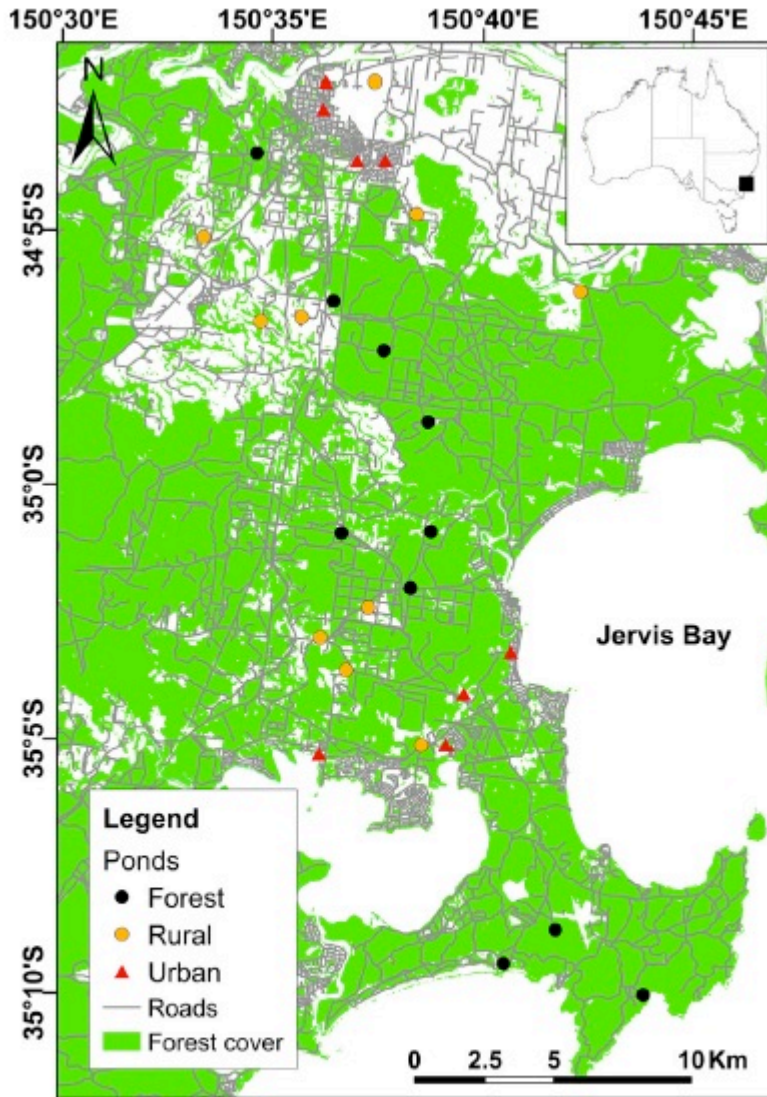 150°30'E 150°35'E 150°40'E 150°45'E
N
34°55'S
35°0'S
Jervis Bay
35°5'S
35°10'S
Legend
Ponds
Forest
Rural
Urban
Roads
Forest cover
0 2.5 5 10 Km